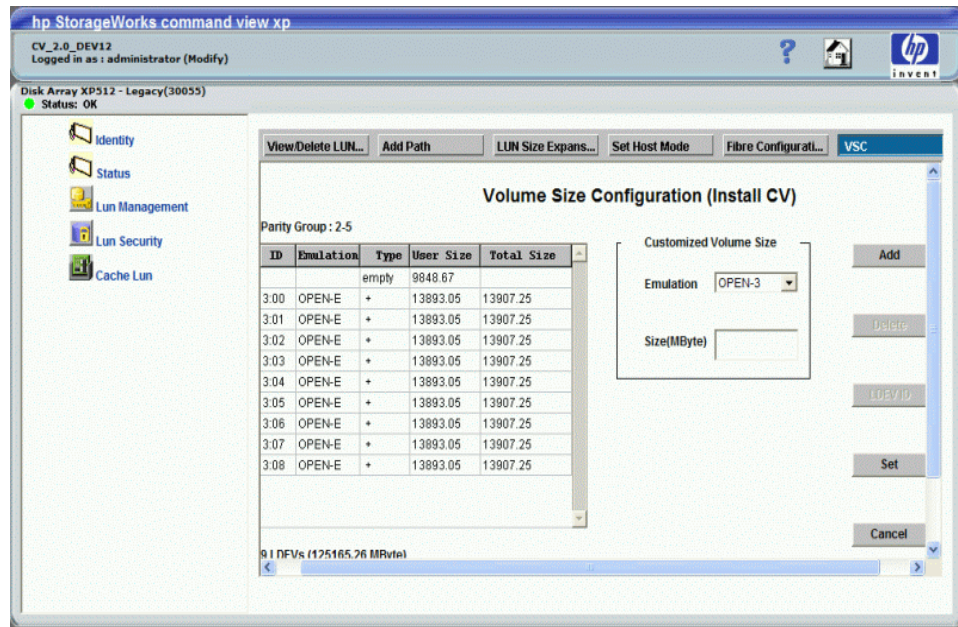 hp StorageWorks command view xp
CV_2.0_DEV12
Logged in as : administrator (Modify)
?
hp
invent
Disk Array XP512 - Legacy(30055)
Status: OK
Identity
Status
Lun Management
Lun Security
Cache Lun
View/Delete LUN... Add Path LUN Size Expans... Set Host Mode Fibre Configurati... VSC
Volume Size Configuration (Install CV)
Parity Group : 2-5
ID Emulation Type User Size Total Size
empty 9848.67
3:00 OPEN-E + 13893.05 13907.25
3:01 OPEN-E + 13893.05 13907.25
3:02 OPEN-E + 13893.05 13907.25
3:03 OPEN-E + 13893.05 13907.25
3:04 OPEN-E + 13893.05 13907.25
3:05 OPEN-E + 13893.05 13907.25
3:06 OPEN-E + 13893.05 13907.25
3:07 OPEN-E + 13893.05 13907.25
3:08 OPEN-E + 13893.05 13907.25
9 LDEVs (125165.26 MByte)
Customized Volume Size
Emulation OPEN-3
Size(MByte)
Add
Delete
LDEV ID
Set
Cancel